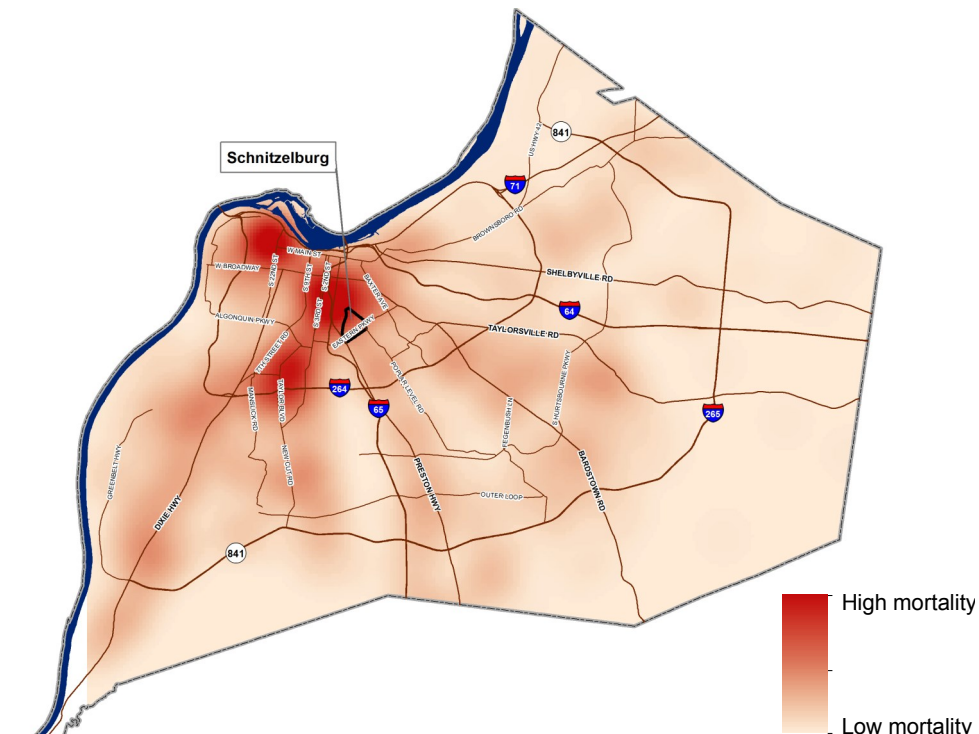 841
US HWY 42
Schnitzelburg
71
BROWNSBORO RD
W MAIN ST
W BROADWAY
S 22ND ST
S 9TH ST
S 2ND ST
BAXTER AVE
SHELBYVILLE RD
S 3RD ST
64
ALGONQUIN PKWY
EASTERN PKWY
TAYLORSVILLE RD
7TH STREET RD
264
POPLAR LEVEL RD
S HURTSBOURNE PKWY
MANSLICK RD
TAYLOR BLVD
65
265
FEGENBUSH LN
GREENBELT HWY
NEW CUT RD
PRESTON HWY
BARDSTOWN RD
DIXIE HWY
OUTER LOOP
841
High mortality
Low mortality